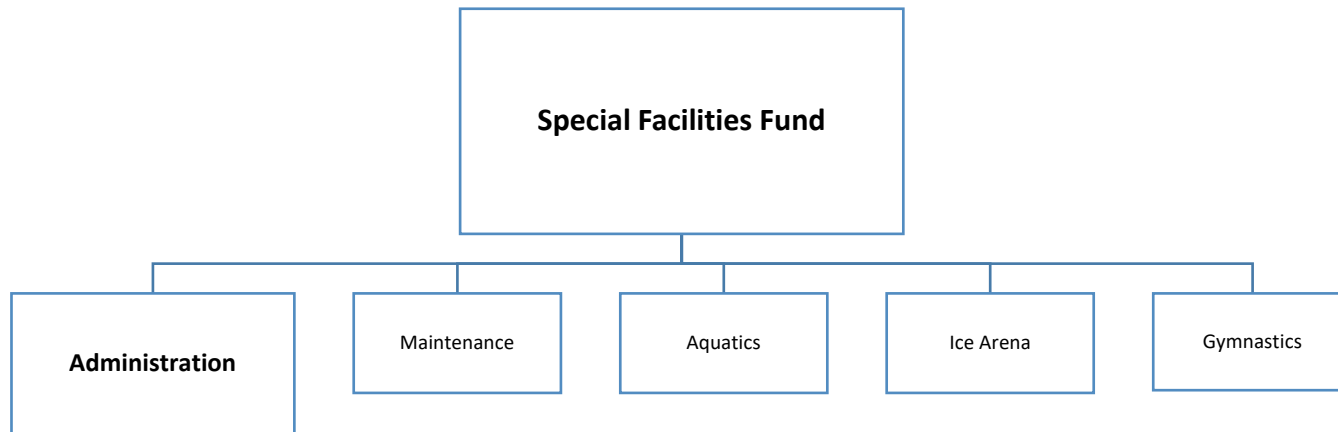 Special Facilities Fund
Administration
Maintenance
Aquatics
Ice Arena
Gymnastics